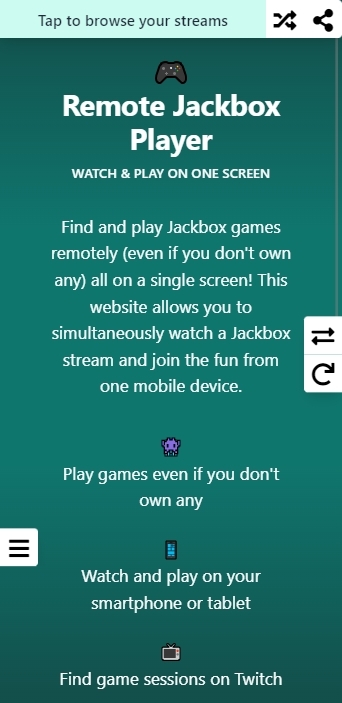 Tap to browse your streams
Remote Jackbox
Player
WATCH & PLAY ON ONE SCREEN
Find and play Jackbox games
remotely (even if you don't own
any) all on a single screen! This
website allows you to
simultaneously watch a Jackbox
stream and join the fun from
one mobile device.
Play games even if you don't
own any
Watch and play on your
smartphone or tablet
Find game sessions on Twitch